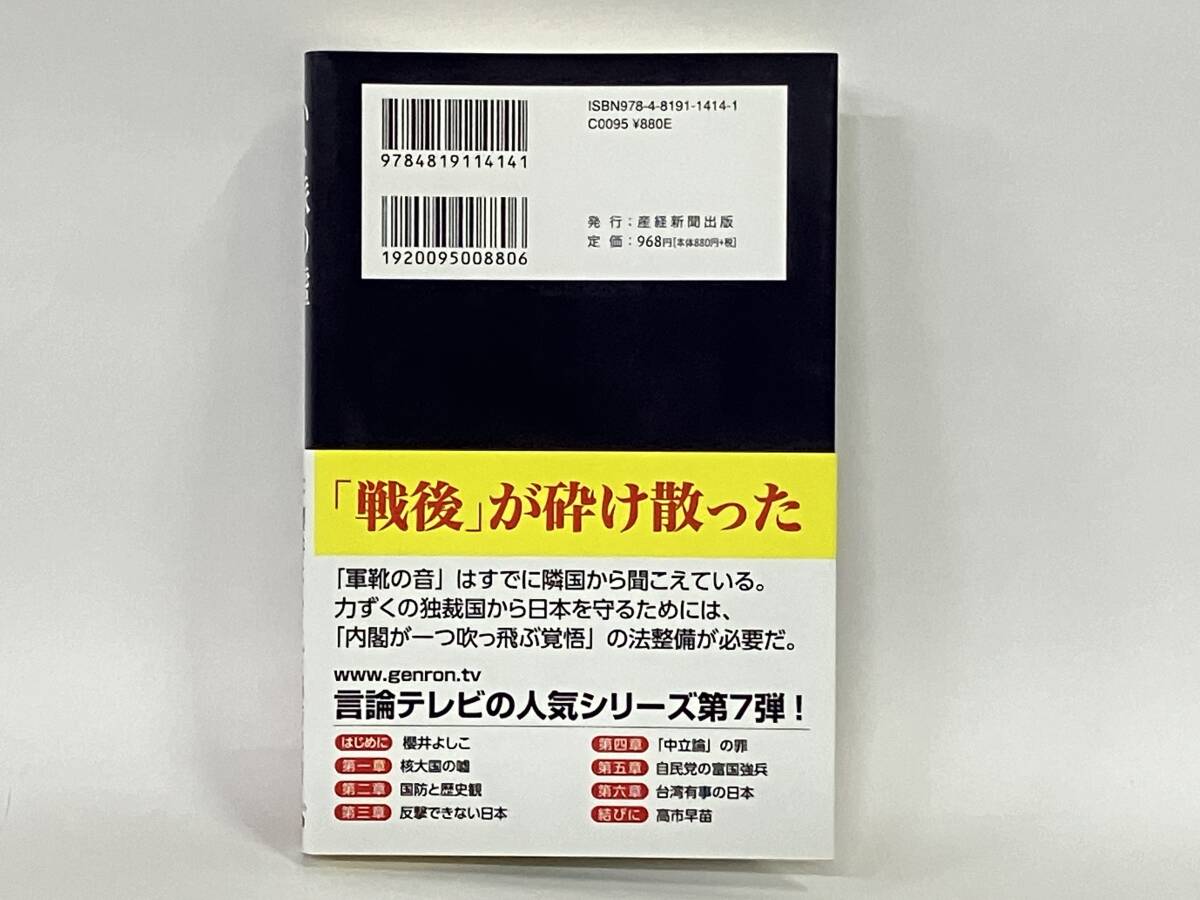 ISBN978-4-8191-1414-1
C0095 ¥880E
9784819114141
発 行：産経新聞出版
定 価：968円[本体880円+税]
1920095008806
「戦後」が砕け散った
「軍靴の音」はすでに隣国から聞こえている。
力ずくの独裁国から日本を守るためには、
「内閣が一つ吹っ飛ぶ覚悟」の法整備が必要だ。
www.genron.tv
言論テレビの人気シリーズ第7弾！
はじめに 櫻井よしこ
第一章 核大国の嘘
第二章 国防と歴史観
第三章 反撃できない日本
第四章 「中立論」の罪
第五章 自民党の富国強兵
第六章 台湾有事の日本
結びに 高市早苗